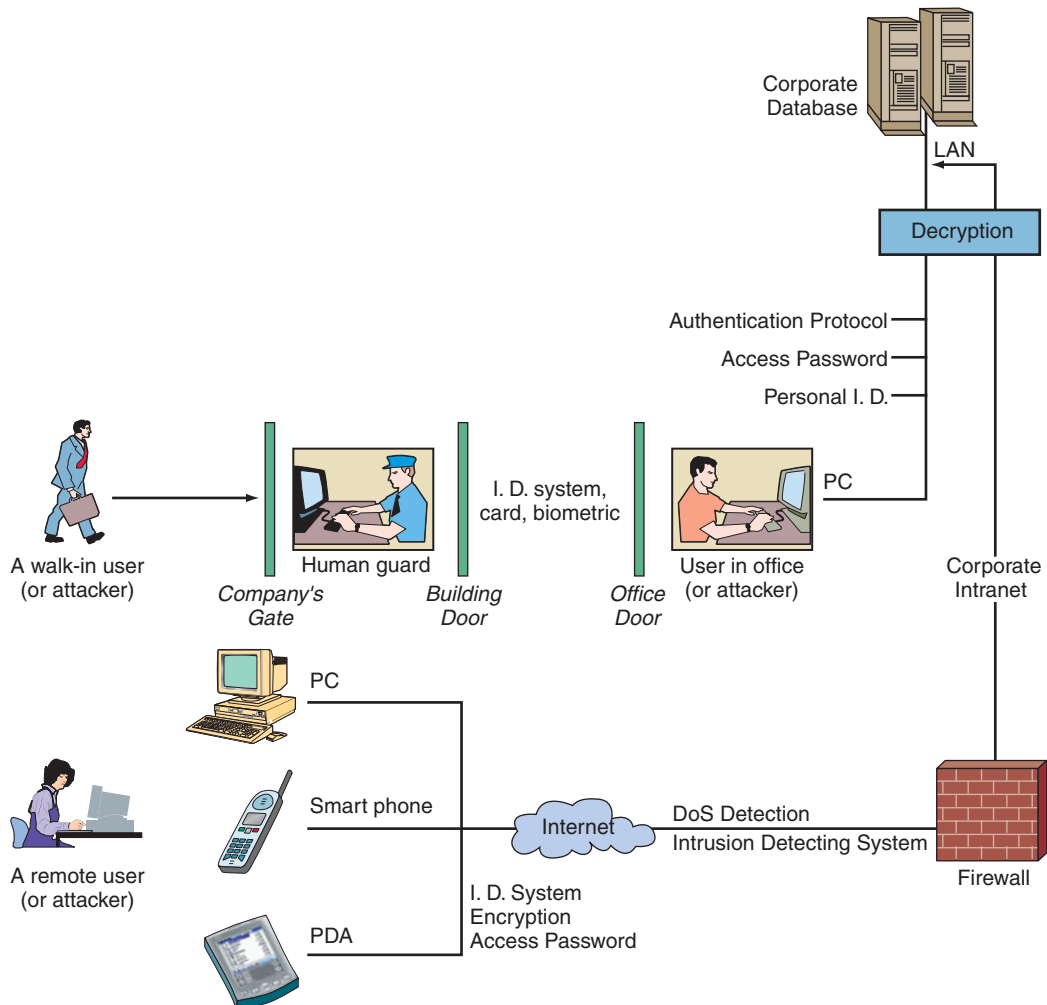 Corporate
Database
LAN
Decryption
Authentication Protocol
Access Password
Personal I. D.
PC
I. D. system,
card, biometric
A walk-in user
(or attacker)
Company's
Gate
Human guard
Building
Door
Office
Door
User in office
(or attacker)
Corporate
Intranet
PC
Smart phone
PDA
A remote user
(or attacker)
Internet
I. D. System
Encryption
Access Password
DoS Detection
Intrusion Detecting System
Firewall